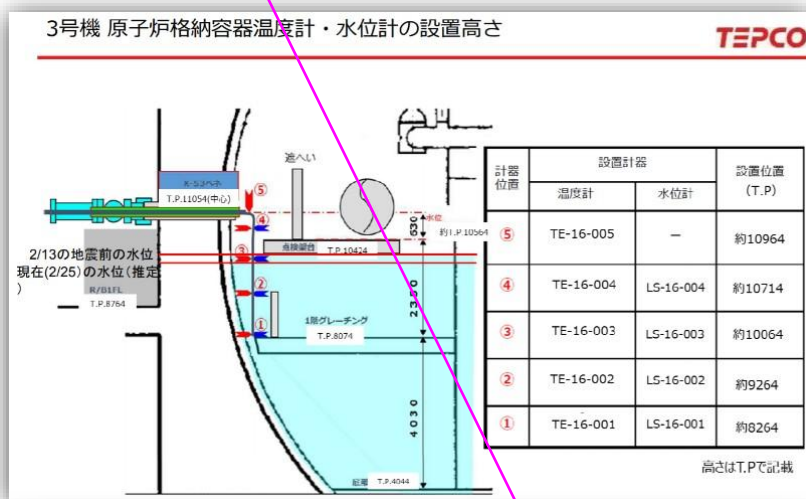 3号機 原子炉格納容器温度計・水位計の設置高さ
TEPCO
X-53ペネ
T.P.11054(中心)
遮へい
水位
約T.P.10564
630
点検架台
T.P.10424
2/13の地震前の水位
現在(2/25)の水位(推定
)
R/B1FL
T.P.8764
⑤
④
③
②
①
2350
1階グレーチング
T.P.8074
4030
T.P.4044
計器
位置
設置計器
設置位置
(T.P)
温度計
水位計
⑤ TE-16-005 − 約10964
④ TE-16-004 LS-16-004 約10714
③ TE-16-003 LS-16-003 約10064
② TE-16-002 LS-16-002 約9264
① TE-16-001 LS-16-001 約8264
高さはT.Pで記載